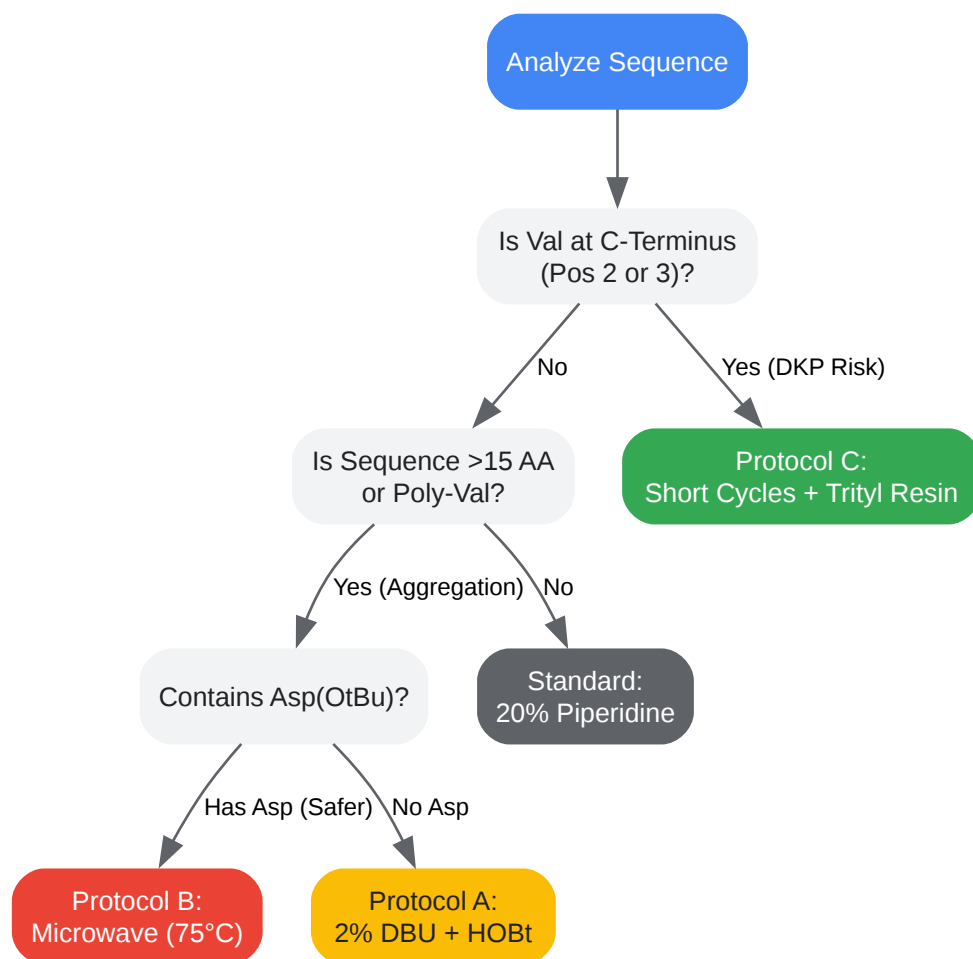 Analyze Sequence
Is Val at C-Terminus
(Pos 2 or 3)?
No
Yes (DKP Risk)
Is Sequence >15 AA
or Poly-Val?
Protocol C:
Short Cycles + Trityl Resin
Yes (Aggregation)
No
Contains Asp(OtBu)?
Standard:
20% Piperidine
Has Asp (Safer)
No Asp
Protocol B:
Microwave (75°C)
Protocol A:
2% DBU + HOBt